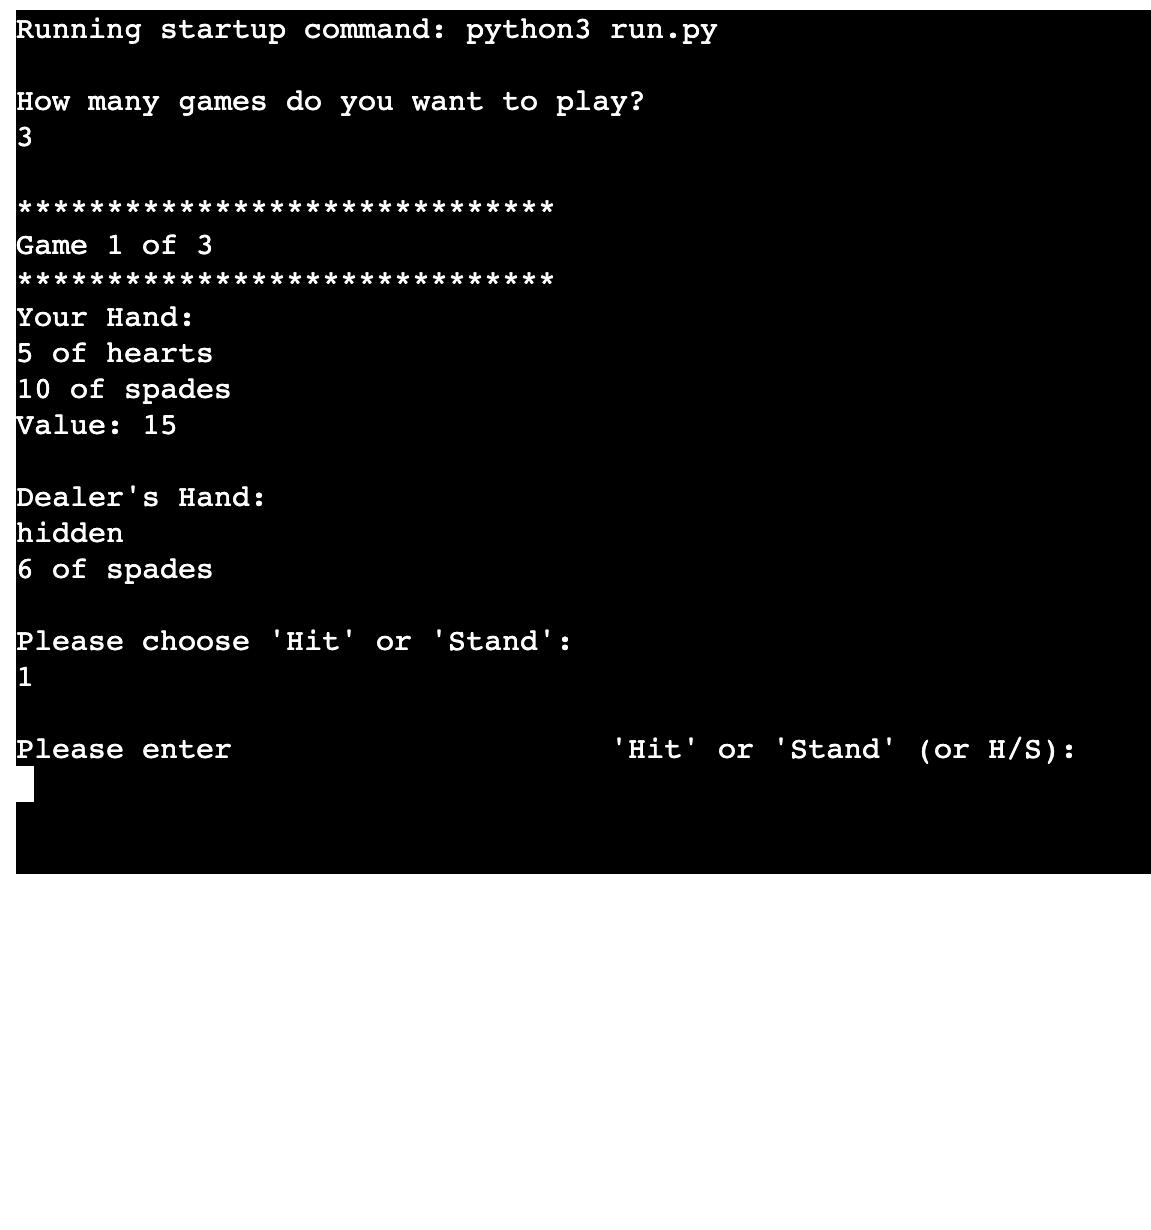 Running startup command: python3 run.py
How many games do you want to play?
3
******************************
Game 1 of 3
******************************
Your Hand:
5 of hearts
10 of spades
Value: 15
Dealer's Hand:
hidden
6 of spades
Please choose 'Hit' or 'Stand':
1
Please enter                     'Hit' or 'Stand' (or H/S):